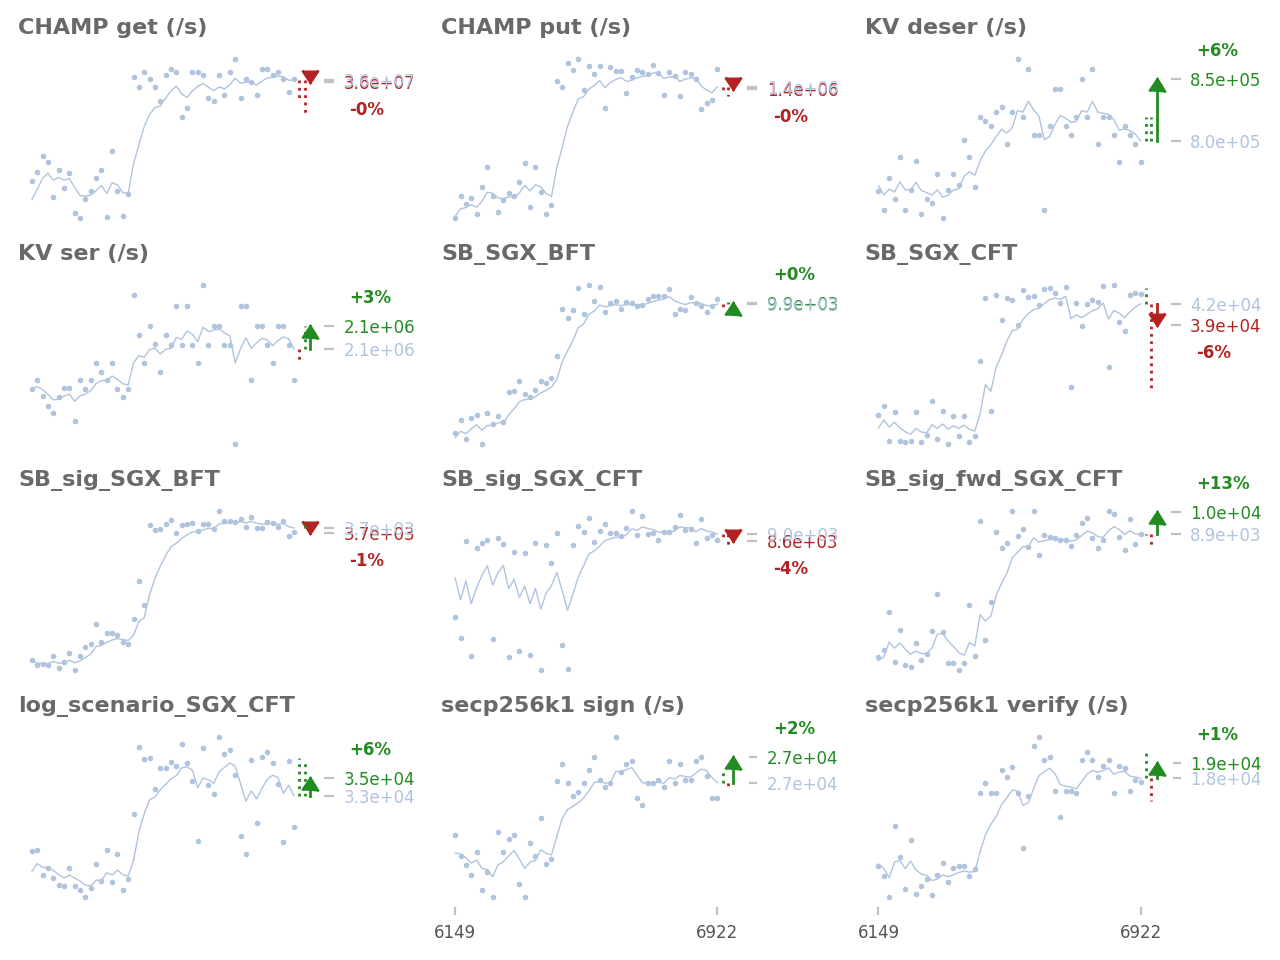 CHAMP get (/s)
3.6e+07
-0%
CHAMP put (/s)
1.4e+06
-0%
KV deser (/s)
+6%
8.5e+05
8.0e+05
KV ser (/s)
+3%
2.1e+06
2.1e+06
SB_SGX_BFT
+0%
9.9e+03
SB_SGX_CFT
4.2e+04
3.9e+04
-6%
SB_sig_SGX_BFT
3.7e+03
3.7e+03
-1%
SB_sig_SGX_CFT
9.0e+03
8.6e+03
-4%
SB_sig_fwd_SGX_CFT
+13%
1.0e+04
8.9e+03
log_scenario_SGX_CFT
+6%
3.5e+04
3.3e+04
secp256k1 sign (/s)
+2%
2.7e+04
2.7e+04
secp256k1 verify (/s)
+1%
1.9e+04
1.8e+04
6149
6922
6149
6922